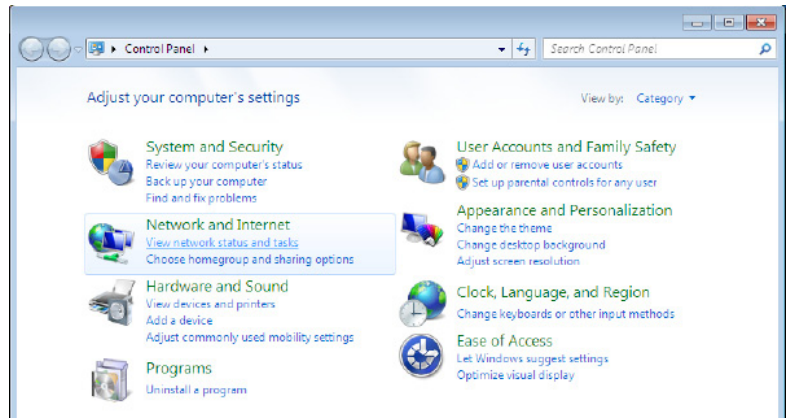 Control Panel
Search Control Panel
Adjust your computer's settings
View by: Category
System and Security
Review your computer's status
Back up your computer
Find and fix problems
Network and Internet
View network status and tasks
Choose homegroup and sharing options
Hardware and Sound
View devices and printers
Add a device
Adjust commonly used mobility settings
Programs
Uninstall a program
User Accounts and Family Safety
Add or remove user accounts
Set up parental controls for any user
Appearance and Personalization
Change the theme
Change desktop background
Adjust screen resolution
Clock, Language, and Region
Change keyboards or other input methods
Ease of Access
Let Windows suggest settings
Optimize visual display